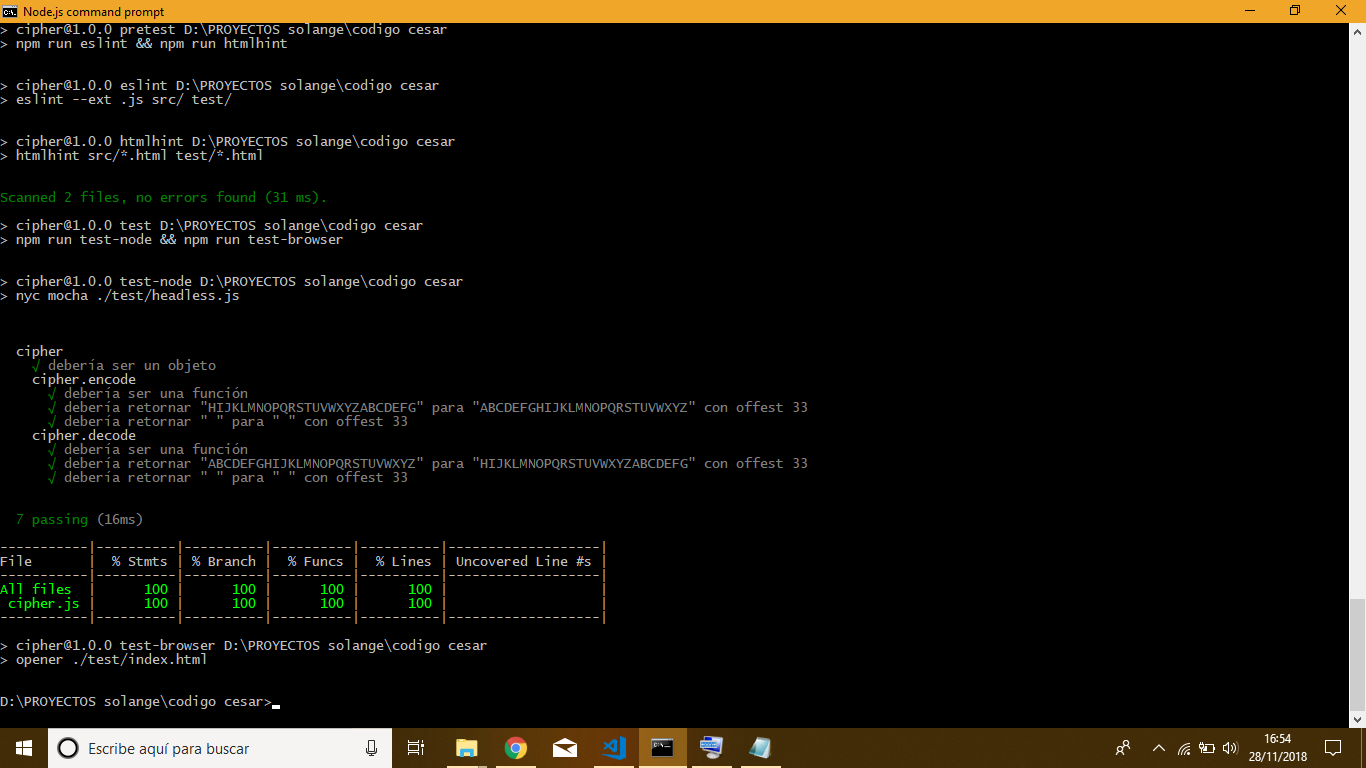 Node.js command prompt
> cipher@1.0.0 pretest D:\PROYECTOS solange\codigo cesar
> npm run eslint && npm run htmlhint
> cipher@1.0.0 eslint D:\PROYECTOS solange\codigo cesar
> eslint --ext .js src/ test/
> cipher@1.0.0 htmlhint D:\PROYECTOS solange\codigo cesar
> htmlhint src/*.html test/*.html
Scanned 2 files, no errors found (31 ms).
> cipher@1.0.0 test D:\PROYECTOS solange\codigo cesar
> npm run test-node && npm run test-browser
> cipher@1.0.0 test-node D:\PROYECTOS solange\codigo cesar
> nyc mocha ./test/headless.js
cipher
√ debería ser un objeto
cipher.encode
√ debería ser una función
√ debería retornar "HIJKLMNOPQRSTUVWXYZABCDEFG" para "ABCDEFGHIJKLMNOPQRSTUVWXYZ" con offest 33
√ debería retornar " " para " " con offest 33
cipher.decode
√ debería ser una función
√ debería retornar "ABCDEFGHIJKLMNOPQRSTUVWXYZ" para "HIJKLMNOPQRSTUVWXYZABCDEFG" con offest 33
√ debería retornar " " para " " con offest 33
7 passing (16ms)
-----------|----------|----------|----------|----------|-------------------|
File       |  % Stmts | % Branch |  % Funcs |  % Lines | Uncovered Line #s |
-----------|----------|----------|----------|----------|-------------------|
All files  |      100 |      100 |      100 |      100 |                   |
 cipher.js |      100 |      100 |      100 |      100 |                   |
-----------|----------|----------|----------|----------|-------------------|
> cipher@1.0.0 test-browser D:\PROYECTOS solange\codigo cesar
> opener ./test/index.html
D:\PROYECTOS solange\codigo cesar>
Escribe aquí para buscar
16:54
28/11/2018